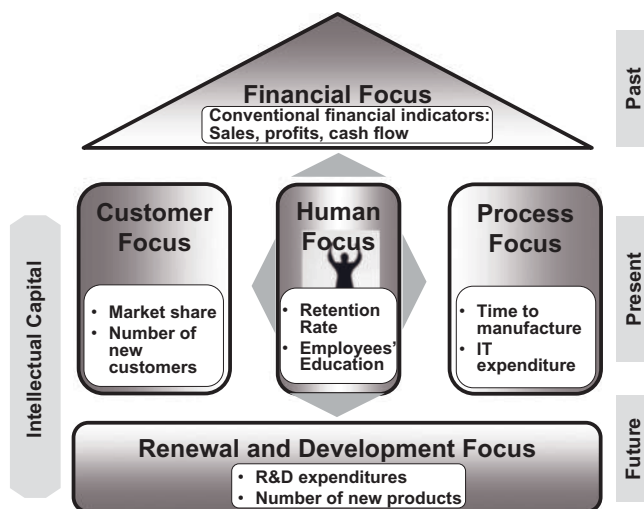 Financial Focus
Conventional financial indicators:
Sales, profits, cash flow
Past
Intellectual Capital
Customer
Focus
• Market share
• Number of
new
customers
Human
Focus
• Retention
Rate
• Employees’
Education
Process
Focus
• Time to
manufacture
• IT
expenditure
Present
Renewal and Development Focus
• R&D expenditures
• Number of new products
Future